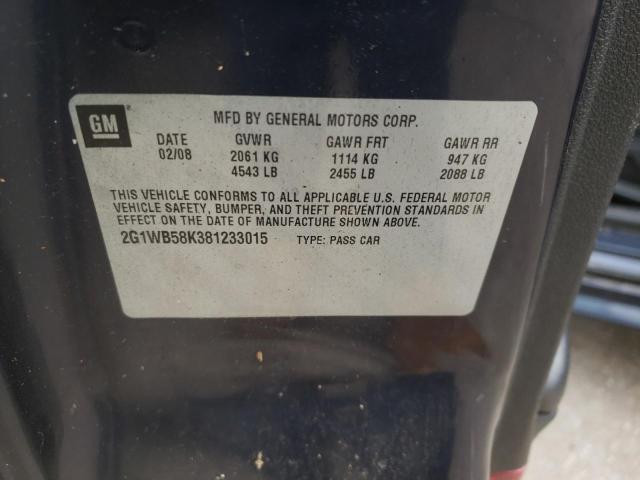 GM
MFD BY GENERAL MOTORS CORP.
DATE GVWR GAWR FRT GAWR RR
02/08 2061 KG 1114 KG 947 KG
4543 LB 2455 LB 2088 LB
THIS VEHICLE CONFORMS TO ALL APPLICABLE U.S. FEDERAL MOTOR
VEHICLE SAFETY, BUMPER, AND THEFT PREVENTION STANDARDS IN
EFFECT ON THE DATE OF MANUFACTURE SHOWN ABOVE.
2G1WB58K381233015 TYPE: PASS CAR